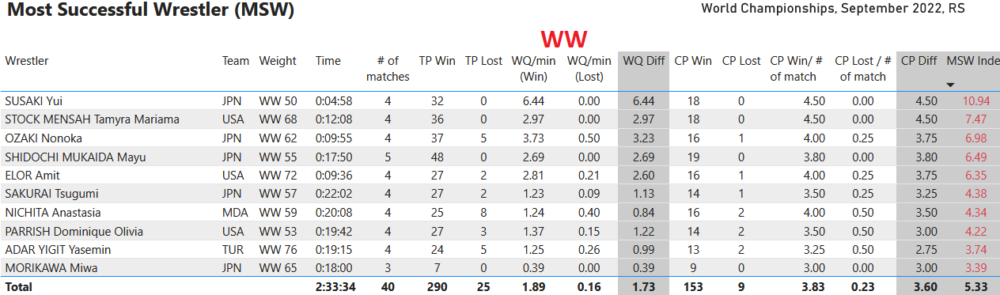 Most Successful Wrestler (MSW)
World Championships, September 2022, RS
WW
Wrestler Team Weight Time # of matches TP Win TP Lost WQ/min (Win) WQ/min (Lost) WQ Diff CP Win CP Lost CP Win/ # of match CP Lost / # of match CP Diff MSW Inde
SUSAKI Yui JPN WW 50 0:04:58 4 32 0 6.44 0.00 6.44 18 0 4.50 0.00 4.50 10.94
STOCK MENSAH Tamyra Mariama USA WW 68 0:12:08 4 36 0 2.97 0.00 2.97 18 0 4.50 0.00 4.50 7.47
OZAKI Nonoka JPN WW 62 0:09:55 4 37 5 3.73 0.50 3.23 16 1 4.00 0.25 3.75 6.98
SHIDOCHI MUKAIDA Mayu JPN WW 55 0:17:50 5 48 0 2.69 0.00 2.69 19 0 3.80 0.00 3.80 6.49
ELOR Amit USA WW 72 0:09:36 4 27 2 2.81 0.21 2.60 16 1 4.00 0.25 3.75 6.35
SAKURAI Tsugumi JPN WW 57 0:22:02 4 27 2 1.23 0.09 1.13 14 1 3.50 0.25 3.25 4.38
NICHITA Anastasia MDA WW 59 0:20:08 4 25 8 1.24 0.40 0.84 16 2 4.00 0.50 3.50 4.34
PARRISH Dominique Olivia USA WW 53 0:19:42 4 27 3 1.37 0.15 1.22 14 2 3.50 0.50 3.00 4.22
ADAR YIGIT Yasemin TUR WW 76 0:19:15 4 24 5 1.25 0.26 0.99 13 2 3.25 0.50 2.75 3.74
MORIKAWA Miwa JPN WW 65 0:18:00 3 7 0 0.39 0.00 0.39 9 0 3.00 0.00 3.00 3.39
Total 2:33:34 40 290 25 1.89 0.16 1.73 153 9 3.83 0.23 3.60 5.33